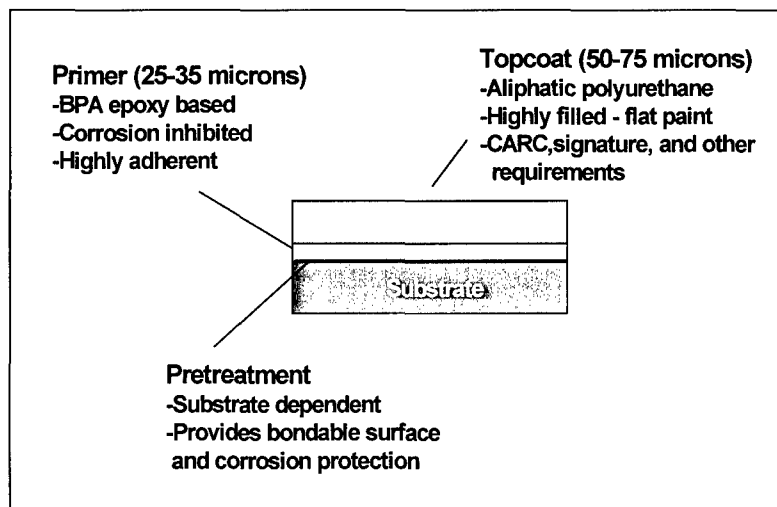 Primer (25-35 microns)
-BPA epoxy based
-Corrosion inhibited
-Highly adherent
Topcoat (50-75 microns)
-Aliphatic polyurethane
-Highly filled - flat paint
-CARC,signature, and other
requirements
Substrate
Pretreatment
-Substrate dependent
-Provides bondable surface
and corrosion protection